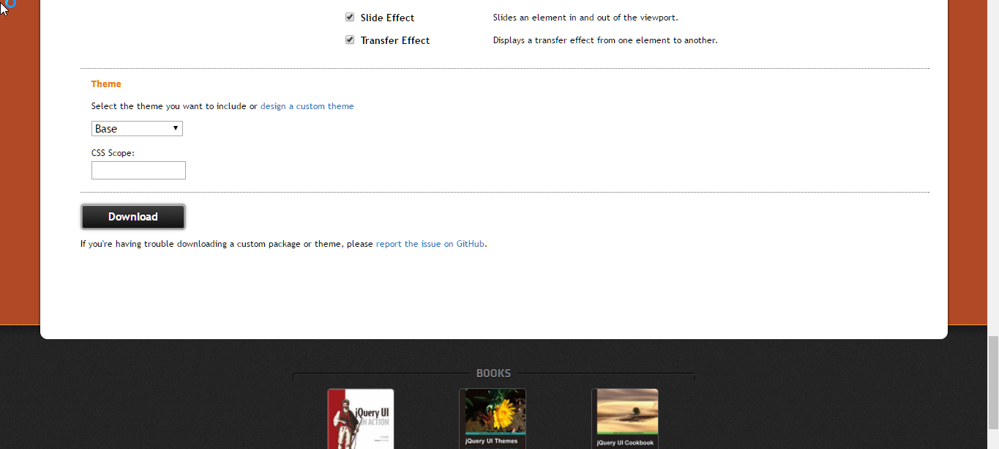 Slide Effect Slides an element in and out of the viewport.
Transfer Effect Displays a transfer effect from one element to another.
Theme
Select the theme you want to include or design a custom theme
Base
CSS Scope:
Download
If you're having trouble downloading a custom package or theme, please report the issue on GitHub.
BOOKS
jQuery UI
IN ACTION
jQuery UI Themes
jQuery UI Cookbook